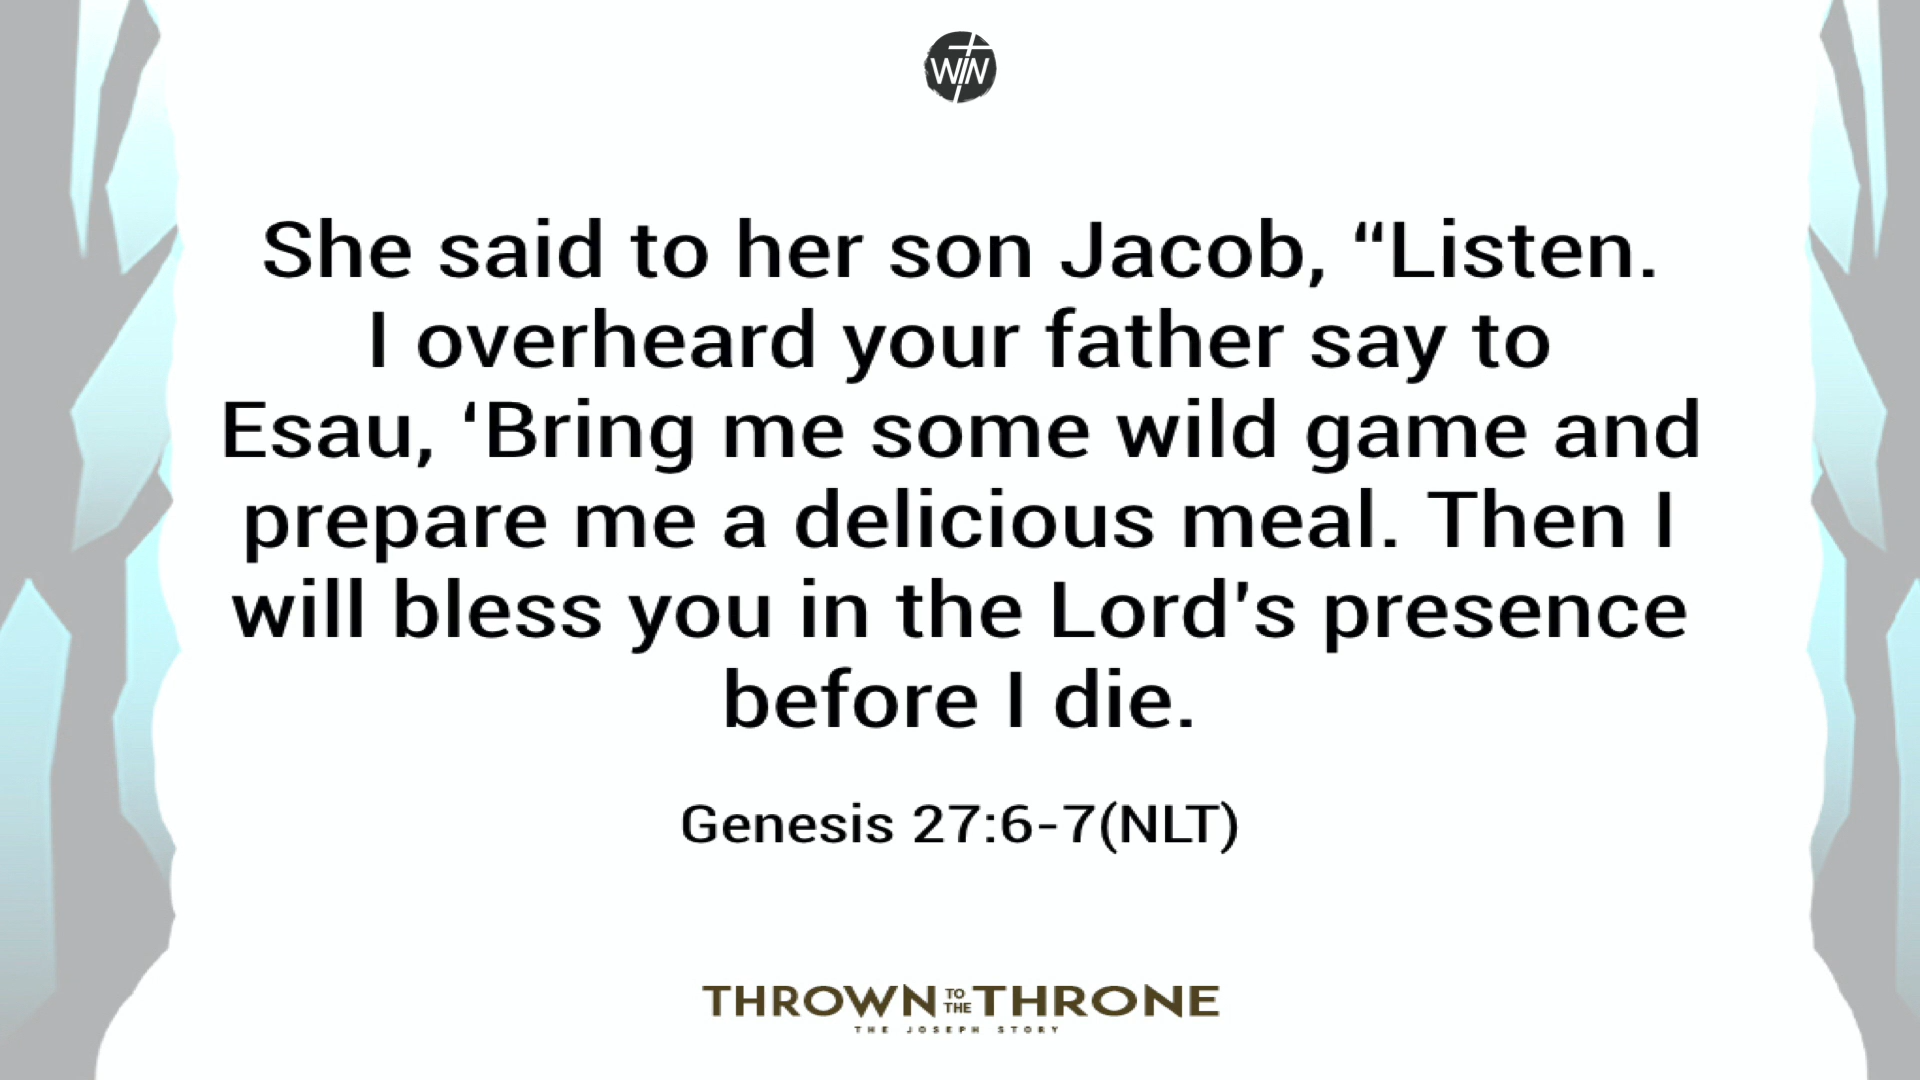 WIN
She said to her son Jacob, “Listen.
I overheard your father say to
Esau, ‘Bring me some wild game and
prepare me a delicious meal. Then I
will bless you in the Lord's presence
before I die.
Genesis 27:6-7(NLT)
THROWN TO THE THRONE
THE JOSEPH STORY